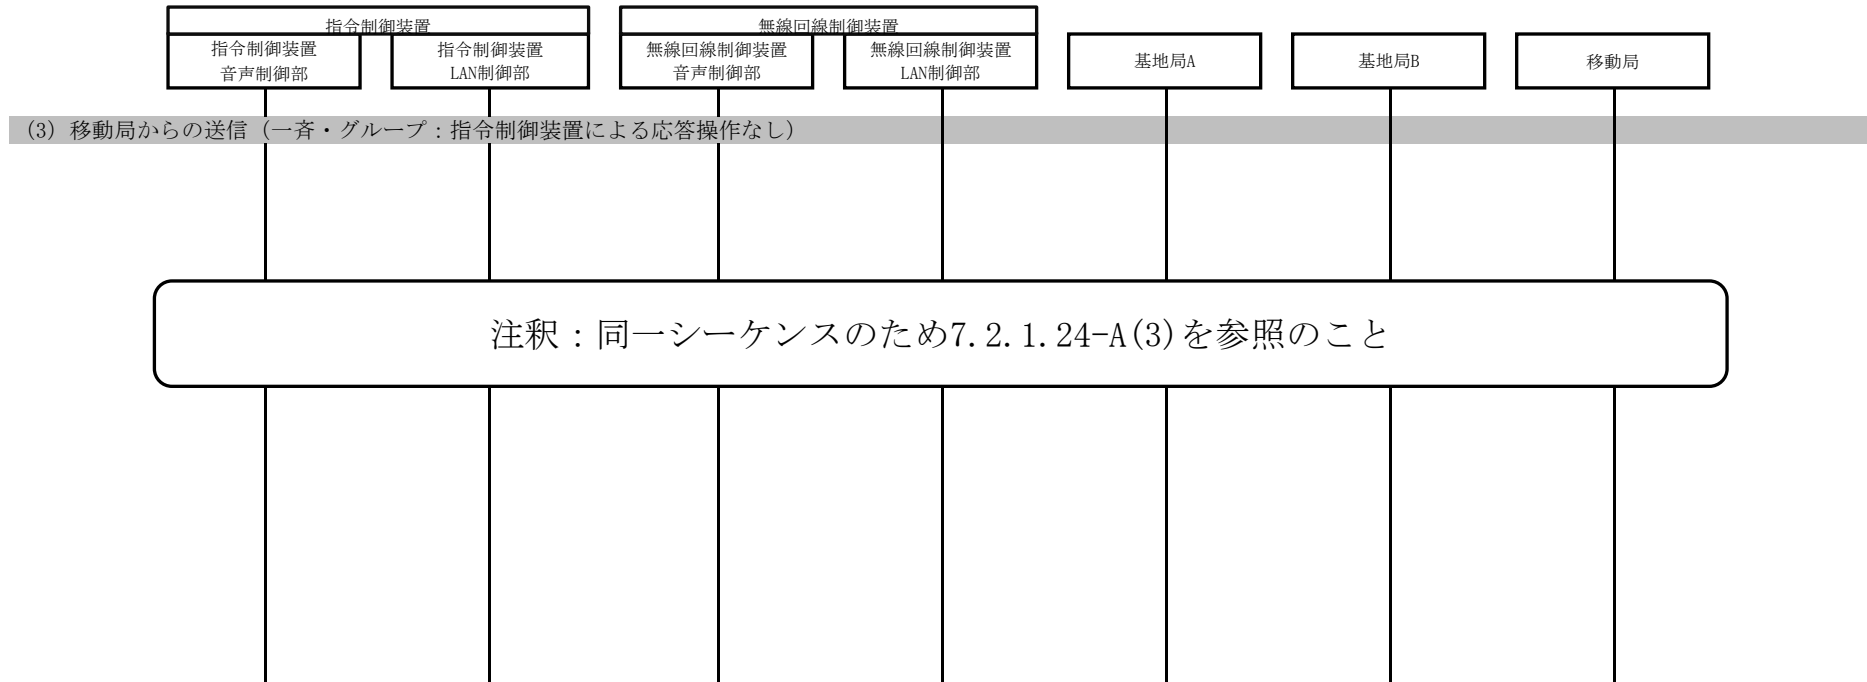 指令制御装置
無線回線制御装置
指令制御装置
音声制御部
指令制御装置
LAN制御部
無線回線制御装置
音声制御部
無線回線制御装置
LAN制御部
基地局A
基地局B
移動局
(3) 移動局からの送信（一斉・グループ：指令制御装置による応答操作なし）
注釈：同一シーケンスのため7.2.1.24-A(3)を参照のこと